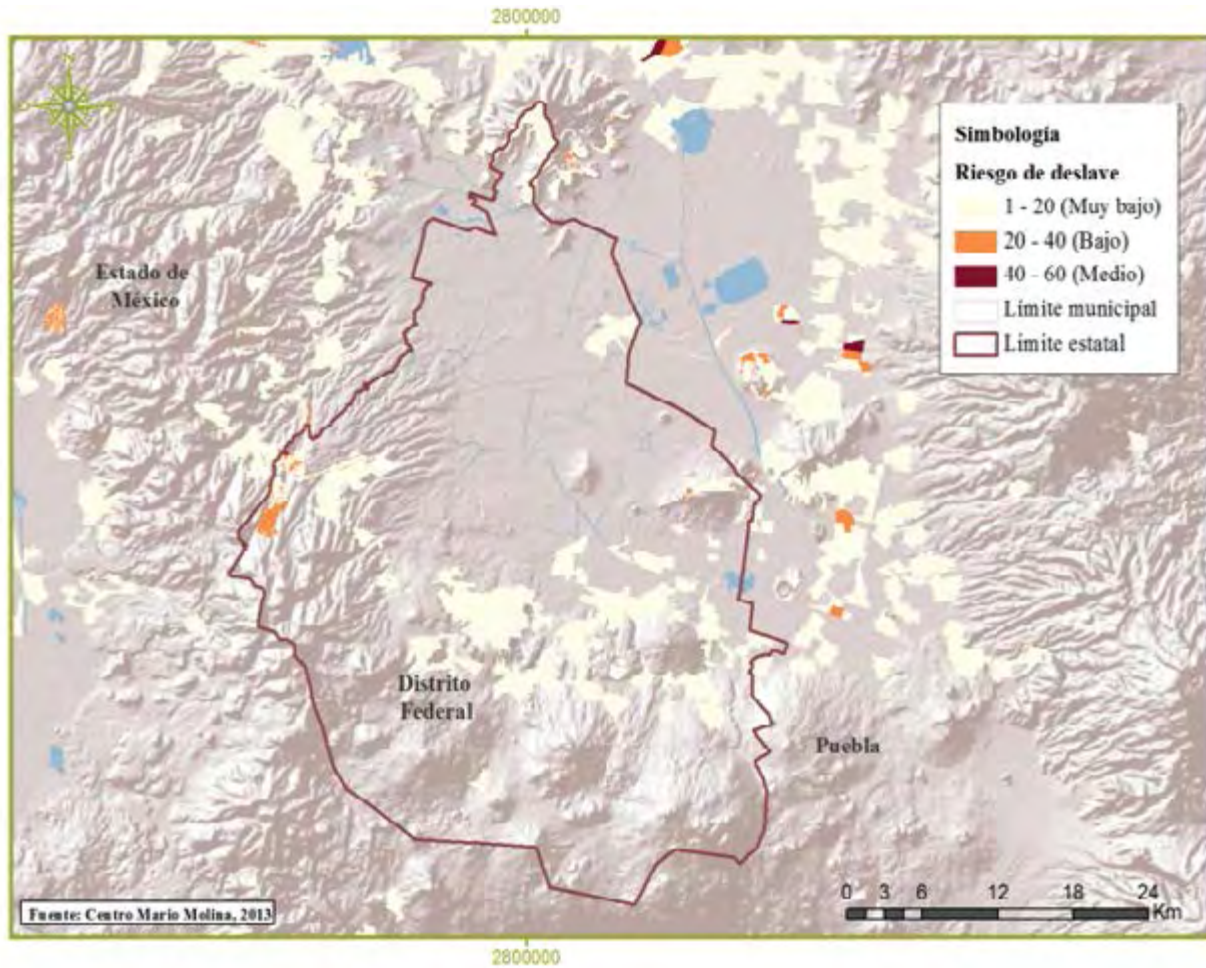 2800000
Simbología
Riesgo de deslave
1 - 20 (Muy bajo)
20 - 40 (Bajo)
40 - 60 (Medio)
Límite municipal
Límite estatal
Estado de
México
Distrito
Federal
Puebla
0 3 6 12 18 24
Km
Fuente: Centro Mario Molina, 2013
2800000